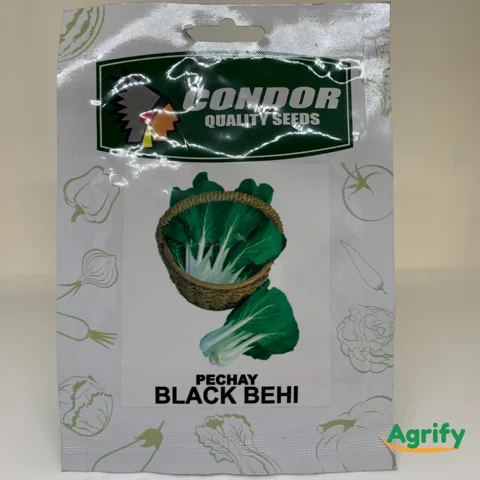 CONDOR
QUALITY SEEDS
PECHAY
BLACK BEHI
Agrify